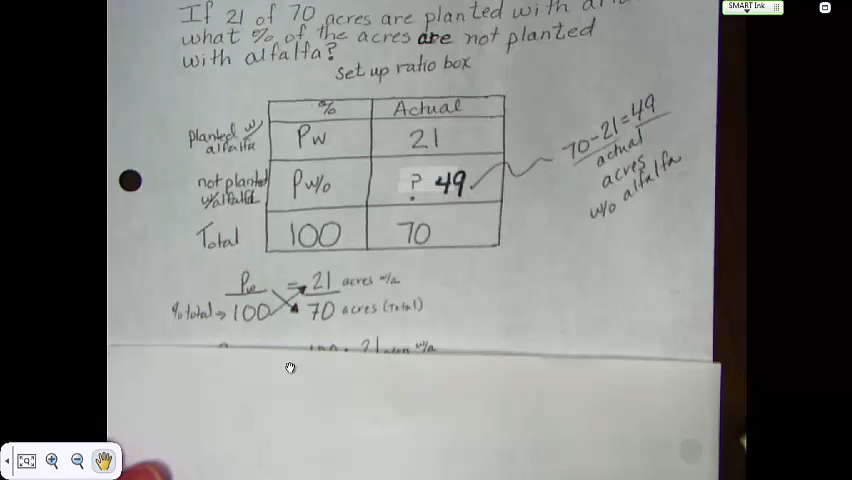 SMART Ink
If 21 of 70 acres are planted with
what % of the acres are not planted
with alfalfa?
set up ratio box
% Actual
planted w/ alfalfa Pw 21
not planted w/alfalfa Pw/o ? 49
Total 100 70
70-21=49
actual
acres
w/o alfalfa
Pw = 21 acres w/a
% total → 100 70 acres (Total)
21 acres w/a